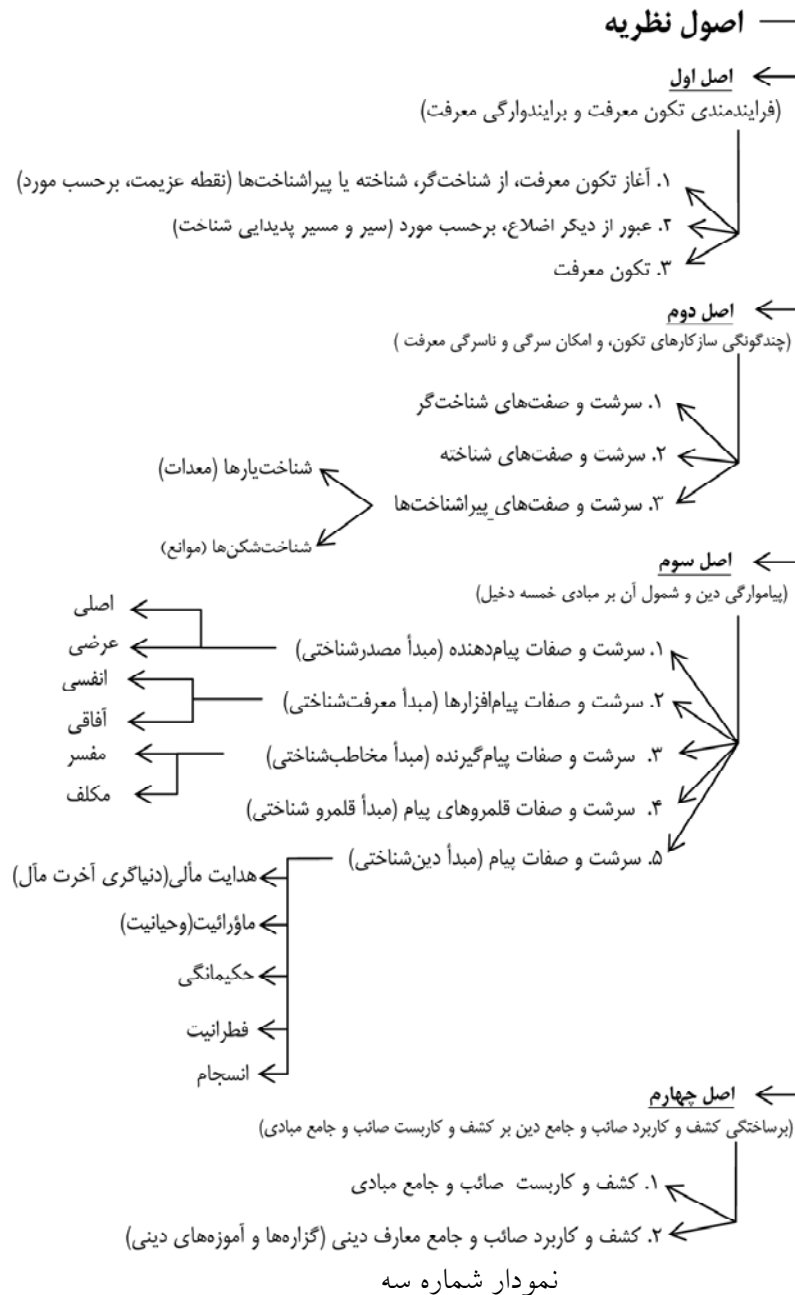 اصول نظریه
اصل اول
(فرایندمندی تکون معرفت و برایندوارگی معرفت)
۱. آغاز تکون معرفت، از شناخت‌گر، شناخته یا پیراشناخت‌ها (نقطه عزیمت، برحسب مورد)
۲. عبور از دیگر اضلاع، برحسب مورد (سیر و مسیر پدیدایی شناخت)
۳. تکون معرفت
اصل دوم
(چندگونگی سازکارهای تکون، و امکان سرگی و ناسرگی معرفت )
۱. سرشت و صفت‌های شناخت‌گر
۲. سرشت و صفت‌های شناخته
۳. سرشت و صفت‌های_پیراشناخت‌ها
شناخت‌یارها (معدات)
شناخت‌شکن‌ها (موانع)
اصل سوم
(پیاموارگی دین و شمول آن بر مبادی خمسه دخیل)
۱. سرشت و صفات پیام‌دهنده (مبدأ مصدرشناختی)
اصلی
عرضی
۲. سرشت و صفات پیام‌افزارها (مبدأ معرفت‌شناختی)
انفسی
آفاقی
۳. سرشت و صفات پیام‌گیرنده (مبدأ مخاطب‌شناختی)
مفسر
مکلف
۴. سرشت و صفات قلمروهای پیام (مبدأ قلمرو شناختی)
۵. سرشت و صفات پیام (مبدأ دین‌شناختی)
هدایت مألی(دنیاگری آخرت مآل)
ماؤرائیت(وحیانیت)
حکیمانگی
فطرانیت
انسجام
اصل چهارم
(برساختگی کشف و کاربرد صائب و جامع دین بر کشف و کاربست صائب و جامع مبادی)
۱. کشف و کاربست صائب و جامع مبادی
۲. کشف و کاربرد صائب و جامع معارف دینی (گزاره‌ها و آموزه‌های دینی)
نمودار شماره سه